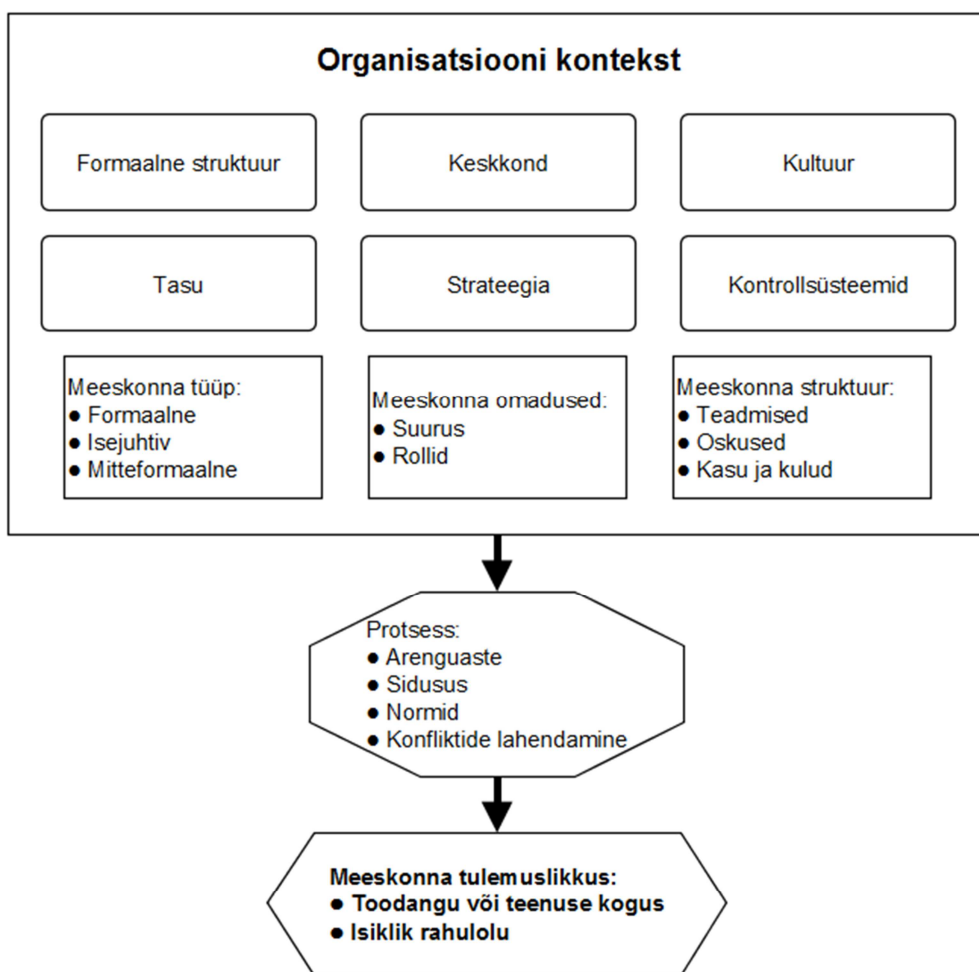 Organisatsiooni kontekst
Formaalne struktuur
Keskkond
Kultuur
Tasu
Strateegia
Kontrollsüsteemid
Meeskonna tüüp:
● Formaalne
● Isejuhtiv
● Mitteformaalne
Meeskonna omadused:
● Suurus
● Rollid
Meeskonna struktuur:
● Teadmised
● Oskused
● Kasu ja kulud
Protsess:
● Arenguaste
● Sidusus
● Normid
● Konfliktide lahendamine
Meeskonna tulemuslikkus:
● Toodangu või teenuse kogus
● Isiklik rahulolu